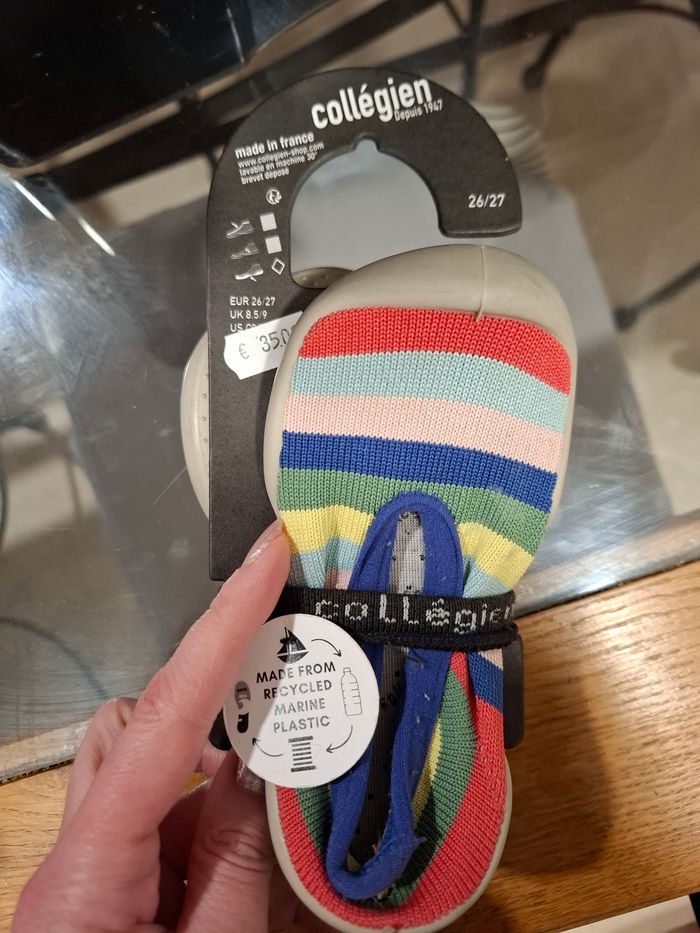 collégien
Depuis 1947
made in france
www.collegien-shop.com
lavable en machine 30°
brevet déposé
26/27
EUR 26/27
UK 8.5/9
US
€ 35.0
collégien
MADE FROM
RECYCLED
MARINE
PLASTIC